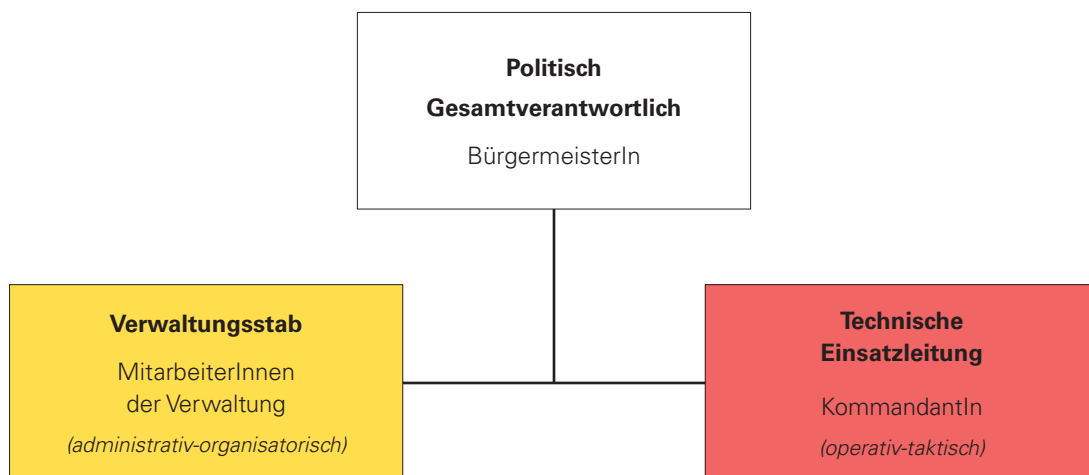 Politisch
Gesamtverantwortlich
BürgermeisterIn
Verwaltungsstab
MitarbeiterInnen
der Verwaltung
(administrativ-organisatorisch)
Technische
Einsatzleitung
KommandantIn
(operativ-taktisch)